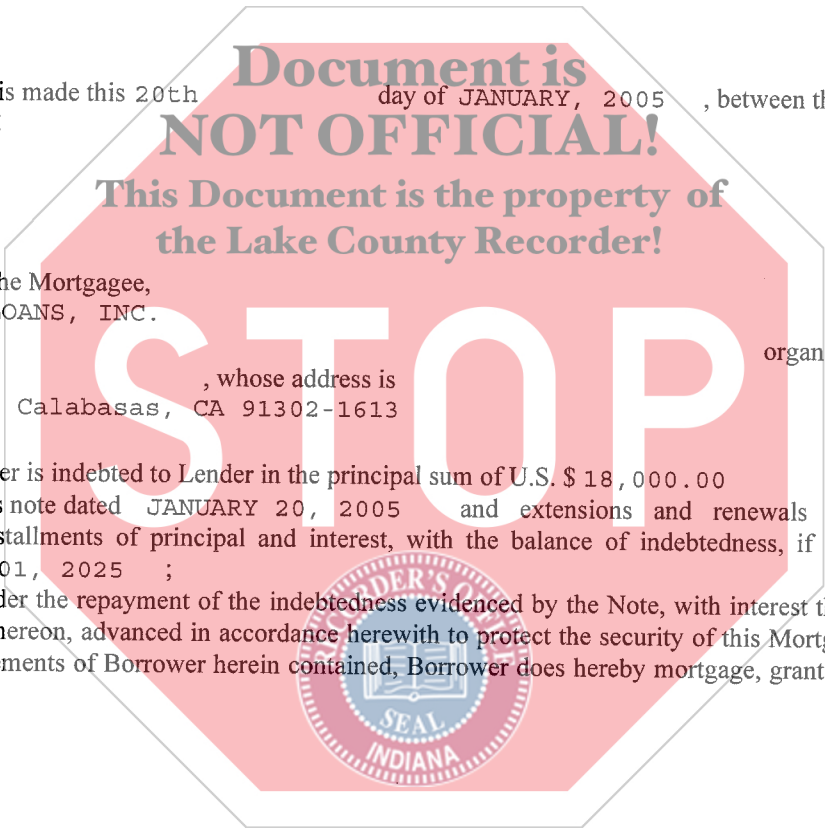 Document is
is made this 20th day of JANUARY, 2005 , between th
NOT OFFICIAL!
This Document is the property of
the Lake County Recorder!
he Mortgagee,
OANS, INC.
organ
, whose address is
Calabasas, CA 91302-1613
STOP
er is indebted to Lender in the principal sum of U.S. $ 18,000.00
s note dated JANUARY 20, 2005 and extensions and renewals
stallments of principal and interest, with the balance of indebtedness, if
01, 2025 ;
der the repayment of the indebtedness evidenced by the Note, with interest th
hereon, advanced in accordance herewith to protect the security of this Mortg
ements of Borrower herein contained, Borrower does hereby mortgage, grant
RECORDER'S OFFICE
SEAL
INDIANA